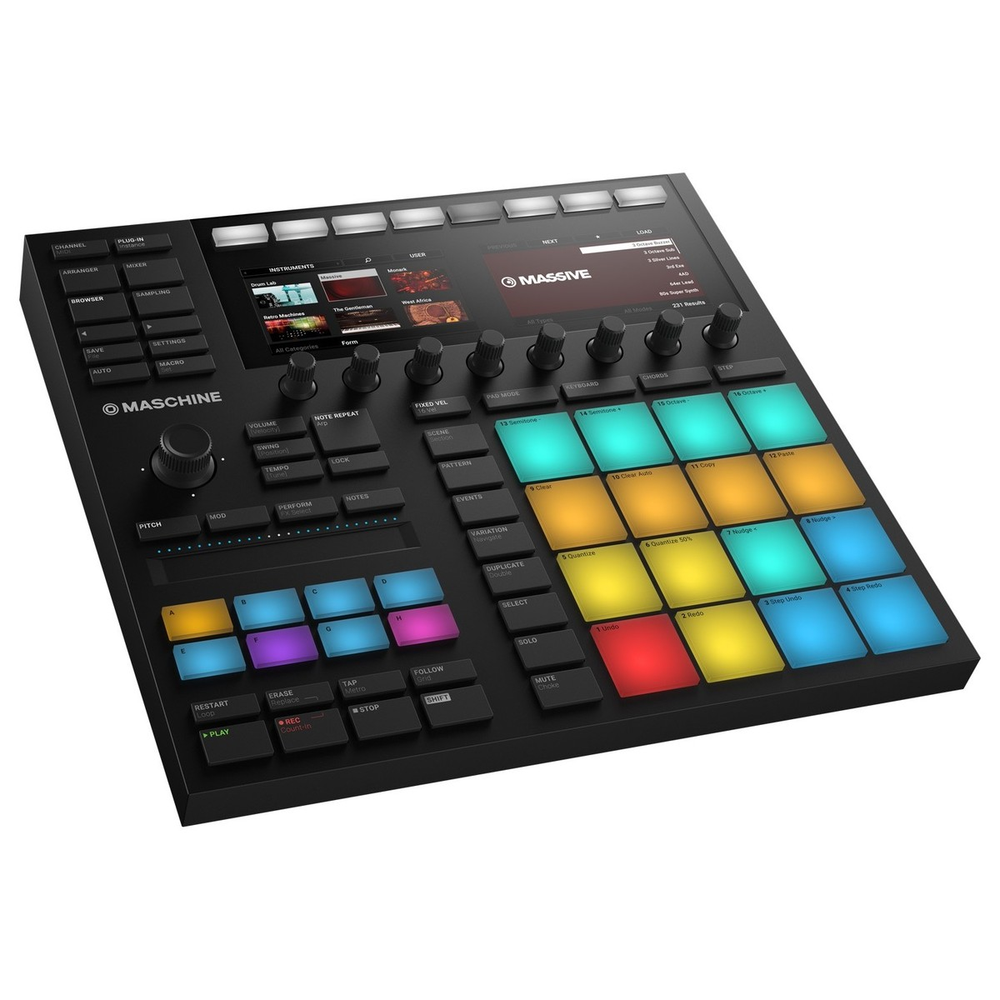 CHANNEL
MIDI
PLUG-IN
Instance
ARRANGER
MIXER
BROWSER
SAMPLING
SAVE
File
SETTINGS
AUTO
MACRO
Set
INSTRUMENTS
USER
Drum Lab
Massive
Monark
Retro Machines
The Gentleman
West Africa
All Categories
Form
PREVIOUS
NEXT
LOAD
MASSIVE
3 Octave Buzzer
3 Octave Sub
3 Silver Lines
3rd Exe
4AD
64er Lead
80s Super Synth
231 Results
All Types
All Modes
MASCHINE
VOLUME
[Velocity]
SWING
[Position]
TEMPO
[Tune]
NOTE REPEAT
Arp
LOCK
PITCH
MOD
PERFORM
FX Select
NOTES
A
B
C
D
E
F
G
H
RESTART
Loop
ERASE
Replace
TAP
Metro
FOLLOW
Grid
PLAY
REC
Count-In
STOP
SHIFT
FIXED VEL
16 Vel
PAD MODE
KEYBOARD
CHORDS
STEP
SCENE
Section
PATTERN
EVENTS
VARIATION
Navigate
DUPLICATE
Double
SELECT
SOLO
MUTE
Choke
13 Semitone -
14 Semitone +
15 Octave -
16 Octave +
9 Clear
10 Clear Auto
11 Copy
12 Paste
5 Quantize
6 Quantize 50%
7 Nudge <
8 Nudge >
1 Undo
2 Redo
3 Step Undo
4 Step Redo